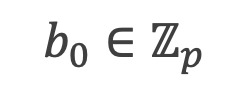 b₀ ∈ ℤₚ